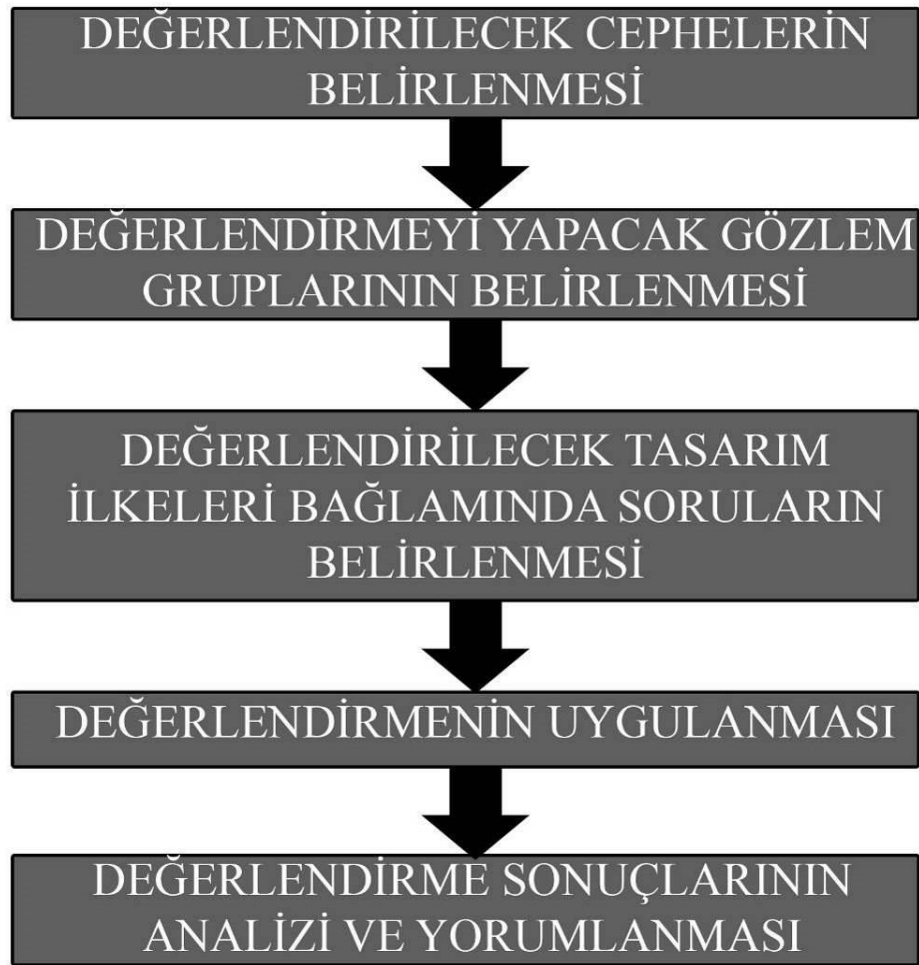 DEĞERLENDİRİLECEK CEPHELERİN
BELİRLENMESİ
DEĞERLENDİRMEYİ YAPACAK GÖZLEM
GRUPLARININ BELİRLENMESİ
DEĞERLENDİRİLECEK TASARIM
İLKELERİ BAĞLAMINDA SORULARIN
BELİRLENMESİ
DEĞERLENDİRMENİN UYGULANMASI
DEĞERLENDİRME SONUÇLARININ
ANALİZİ VE YORUMLANMASI